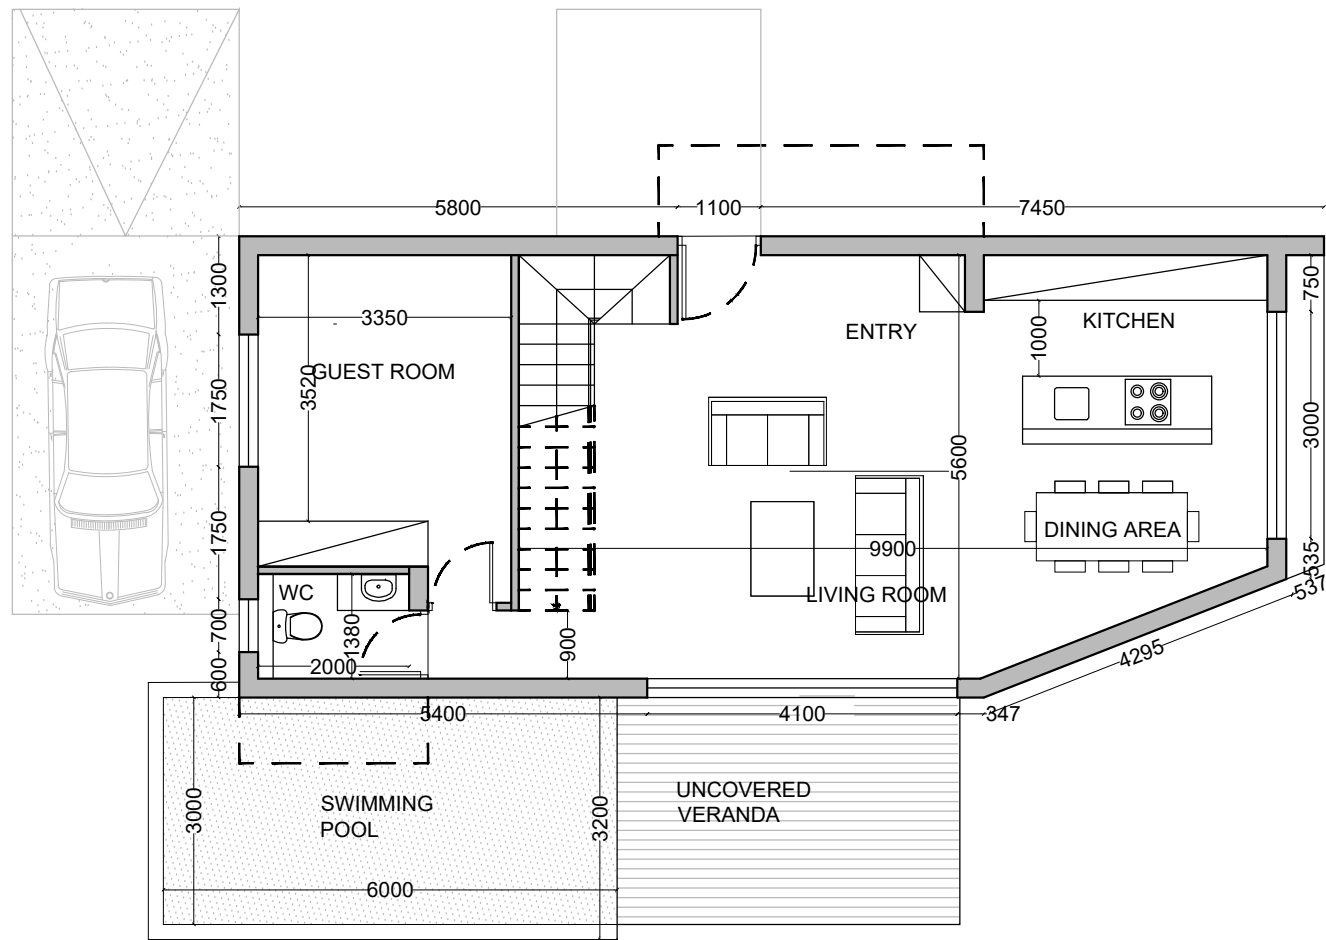 5800
1100
7450
1300
750
3350
ENTRY
KITCHEN
1000
GUEST ROOM
3520
1750
3000
5600
1750
DINING AREA
9900
535
537
WC
LIVING ROOM
700
1380
900
4295
2000
600
5400
4100
347
3000
SWIMMING
POOL
3200
UNCOVERED
VERANDA
6000